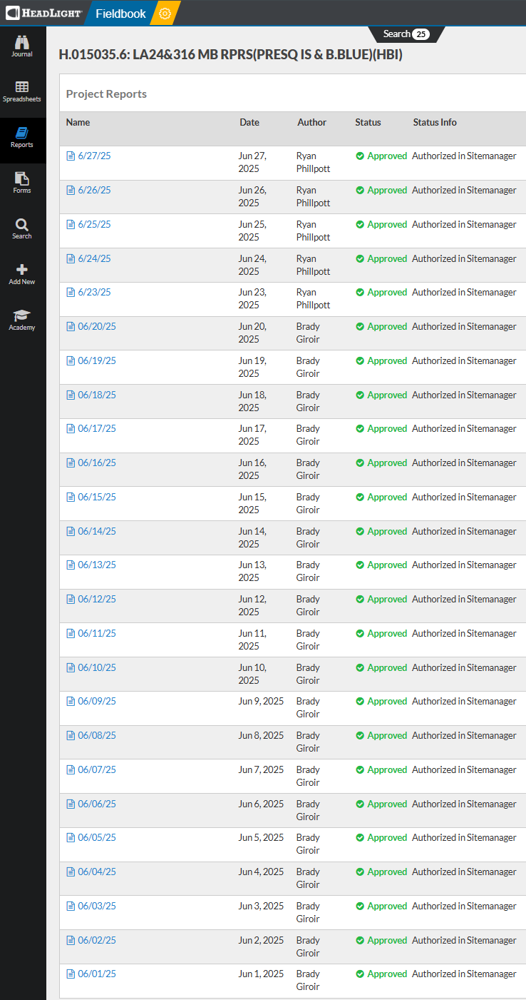 HEADLIGHT Fieldbook
Search 25
Journal
Spreadsheets
Reports
Forms
Search
Add New
Academy
H.015035.6: LA24&316 MB RPRS(PRESQ IS & B.BLUE)(HBI)
Project Reports
Name Date Author Status Status Info
6/27/25 Jun 27, Ryan Approved Authorized in Sitemanager
2025 Phillpott
6/26/25 Jun 26, Ryan Approved Authorized in Sitemanager
2025 Phillpott
6/25/25 Jun 25, Ryan Approved Authorized in Sitemanager
2025 Phillpott
6/24/25 Jun 24, Ryan Approved Authorized in Sitemanager
2025 Phillpott
6/23/25 Jun 23, Ryan Approved Authorized in Sitemanager
2025 Phillpott
06/20/25 Jun 20, Brady Approved Authorized in Sitemanager
2025 Giroir
06/19/25 Jun 19, Brady Approved Authorized in Sitemanager
2025 Giroir
06/18/25 Jun 18, Brady Approved Authorized in Sitemanager
2025 Giroir
06/17/25 Jun 17, Brady Approved Authorized in Sitemanager
2025 Giroir
06/16/25 Jun 16, Brady Approved Authorized in Sitemanager
2025 Giroir
06/15/25 Jun 15, Brady Approved Authorized in Sitemanager
2025 Giroir
06/14/25 Jun 14, Brady Approved Authorized in Sitemanager
2025 Giroir
06/13/25 Jun 13, Brady Approved Authorized in Sitemanager
2025 Giroir
06/12/25 Jun 12, Brady Approved Authorized in Sitemanager
2025 Giroir
06/11/25 Jun 11, Brady Approved Authorized in Sitemanager
2025 Giroir
06/10/25 Jun 10, Brady Approved Authorized in Sitemanager
2025 Giroir
06/09/25 Jun 9, 2025 Brady Approved Authorized in Sitemanager
Giroir
06/08/25 Jun 8, 2025 Brady Approved Authorized in Sitemanager
Giroir
06/07/25 Jun 7, 2025 Brady Approved Authorized in Sitemanager
Giroir
06/06/25 Jun 6, 2025 Brady Approved Authorized in Sitemanager
Giroir
06/05/25 Jun 5, 2025 Brady Approved Authorized in Sitemanager
Giroir
06/04/25 Jun 4, 2025 Brady Approved Authorized in Sitemanager
Giroir
06/03/25 Jun 3, 2025 Brady Approved Authorized in Sitemanager
Giroir
06/02/25 Jun 2, 2025 Brady Approved Authorized in Sitemanager
Giroir
06/01/25 Jun 1, 2025 Brady Approved Authorized in Sitemanager
Giroir